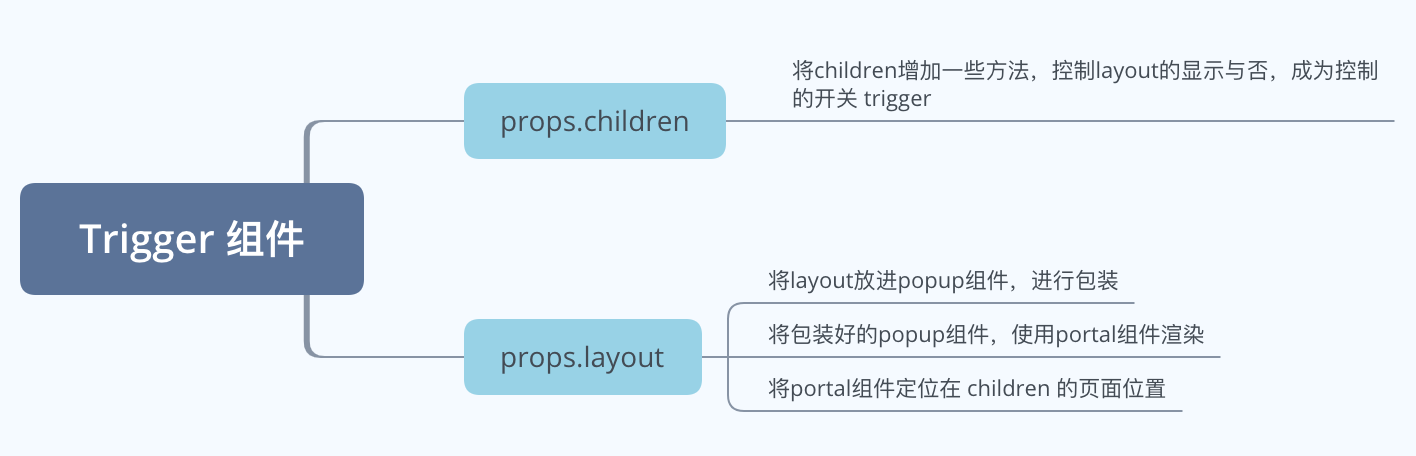 将children增加一些方法，控制layout的显示与否，成为控制
的开关 trigger
props.children
Trigger 组件
将layout放进popup组件，进行包装
将包装好的popup组件，使用portal组件渲染
props.layout
将portal组件定位在 children 的页面位置